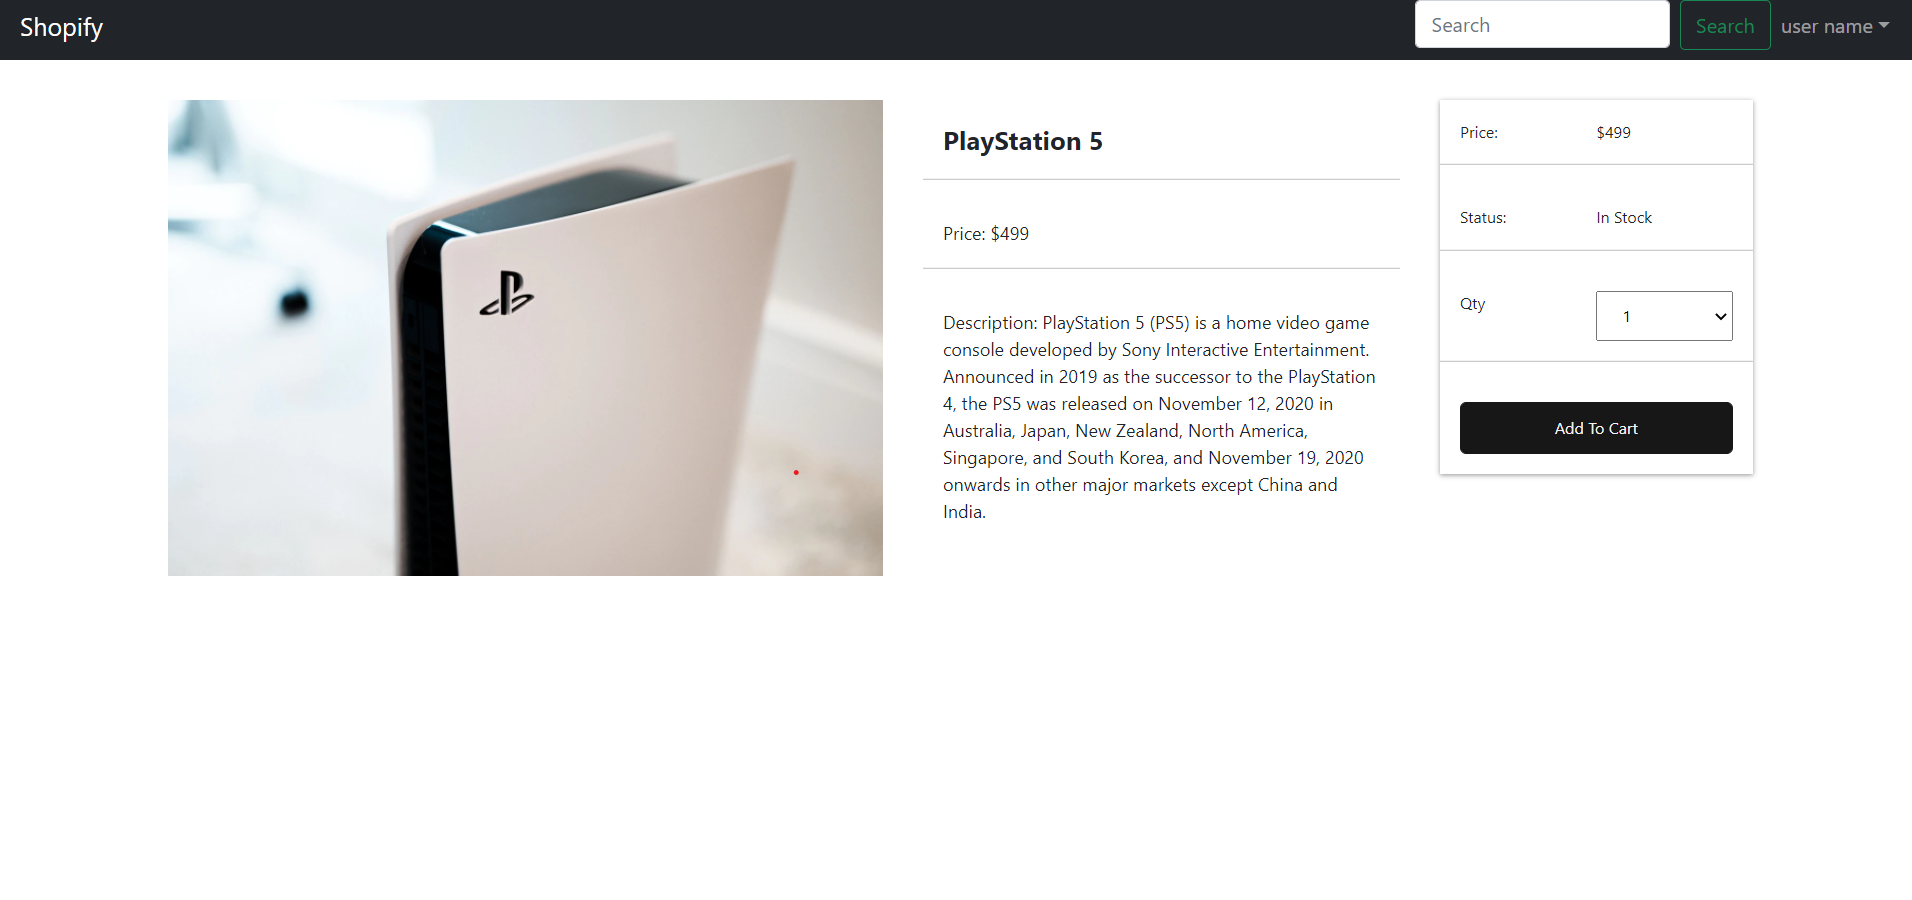 Shopify
Search
Search
user name
PlayStation 5
Price: $499
Description: PlayStation 5 (PS5) is a home video game
console developed by Sony Interactive Entertainment.
Announced in 2019 as the successor to the PlayStation
4, the PS5 was released on November 12, 2020 in
Australia, Japan, New Zealand, North America,
Singapore, and South Korea, and November 19, 2020
onwards in other major markets except China and
India.
Price: $499
Status: In Stock
Qty 1
Add To Cart